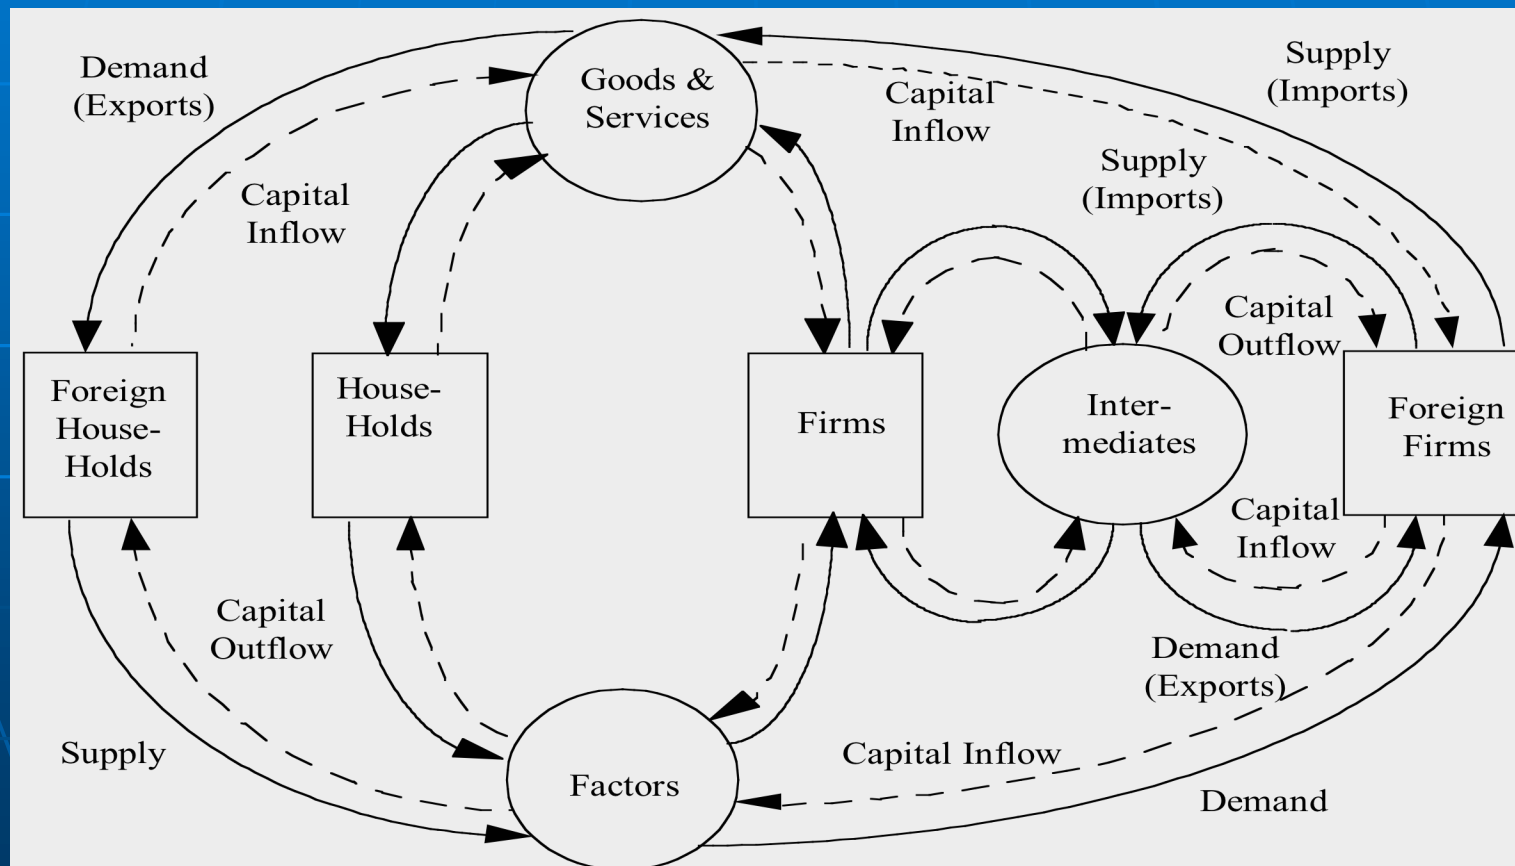 Demand
(Exports)
Goods &
Services
Capital
Inflow
Supply
(Imports)
Supply
(Imports)
Capital
Inflow
Capital
Outflow
Foreign
House-
Holds
House-
Holds
Firms
Inter-
mediates
Foreign
Firms
Capital
Inflow
Capital
Outflow
Demand
(Exports)
Supply
Factors
Capital Inflow
Demand